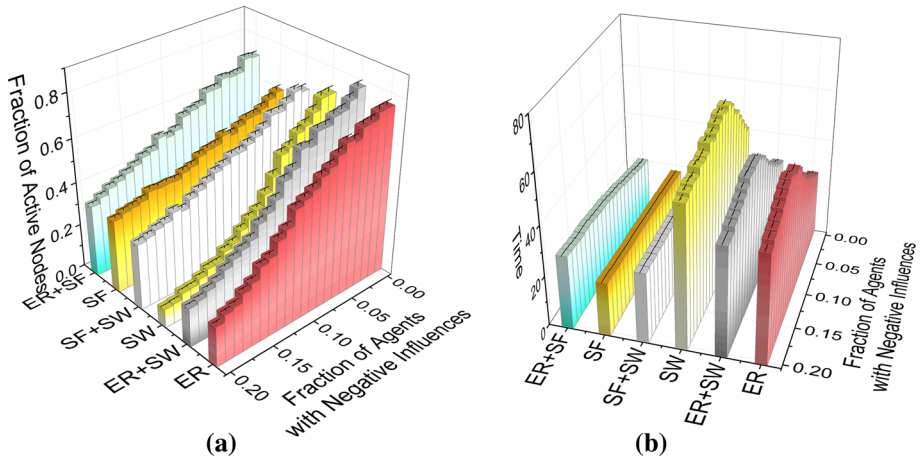 Fraction of Active Nodes
0.8
0.6
0.4
0.2
0.0
ER+SF
SF
SF+SW
SW
ER+SW
ER
0.00
0.05
0.10
0.15
0.20
Fraction of Agents
with Negative Influences
(a)
80
60
40
20
0
Time
ER+SF
SF
SF+SW
SW
ER+SW
ER
0.00
0.05
0.10
0.15
0.20
Fraction of Agents
with Negative Influences
(b)